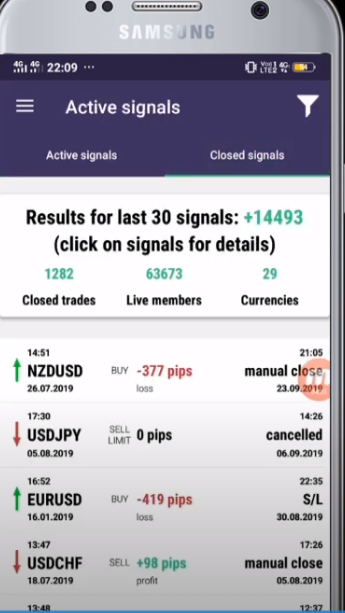 SAMSUNG
4G 4G 22:09 ...
Active signals
Active signals Closed signals
Results for last 30 signals: +14493
(click on signals for details)
1282 63673 29
Closed trades Live members Currencies
14:51 21:05
NZDUSD BUY -377 pips manual close
26.07.2019 loss 23.09.2019
17:30 14:26
USDJPY SELL LIMIT 0 pips cancelled
05.08.2019 06.09.2019
16:52 22:35
EURUSD BUY -419 pips S/L
16.01.2019 loss 30.08.2019
13:47 17:26
USDCHF SELL +98 pips manual close
18.07.2019 profit 05.08.2019
13:48 12:37